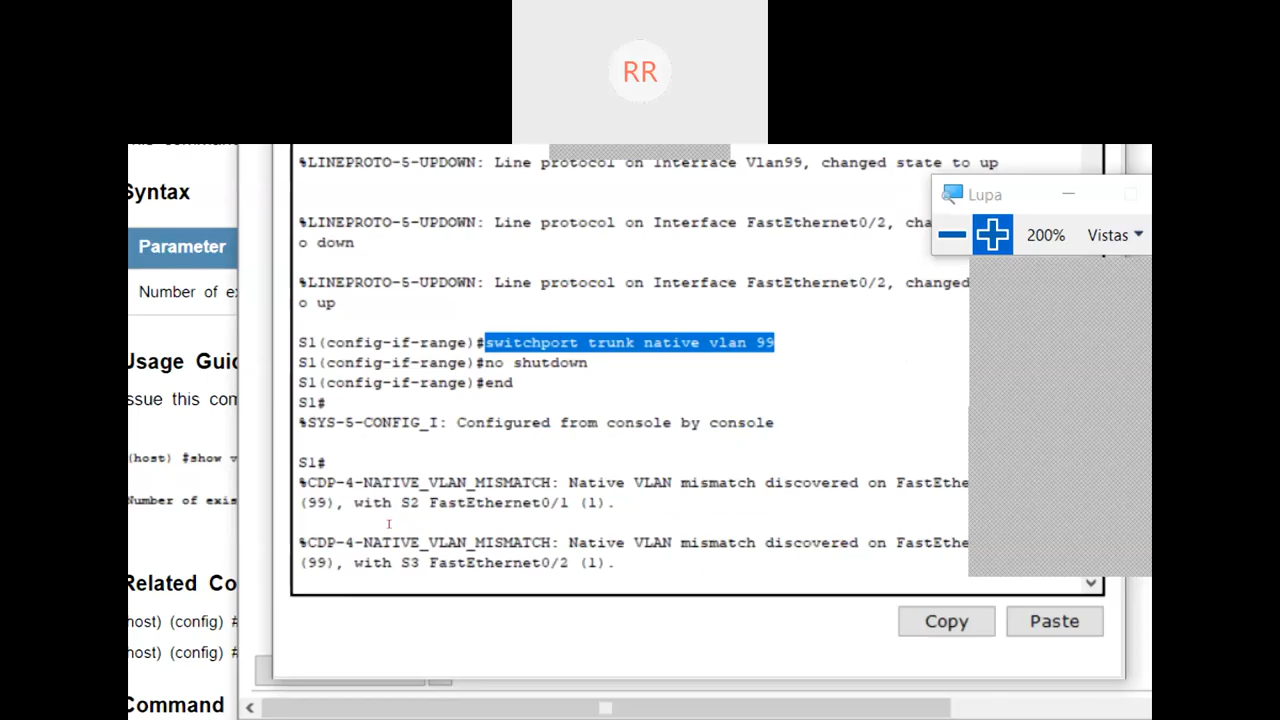 RR
%LINEPROTO-5-UPDOWN: Line protocol on Interface Vlan99, changed state to up
Syntax
Lupa
%LINEPROTO-5-UPDOWN: Line protocol on Interface FastEthernet0/2, cha
o down
200% Vistas
Parameter
%LINEPROTO-5-UPDOWN: Line protocol on Interface FastEthernet0/2, changed
o up
Number of ex
S1(config-if-range)#switchport trunk native vlan 99
S1(config-if-range)#no shutdown
S1(config-if-range)#end
S1#
%SYS-5-CONFIG_I: Configured from console by console
Usage Guid
ssue this com
(host) #show v
S1#
%CDP-4-NATIVE_VLAN_MISMATCH: Native VLAN mismatch discovered on FastEthe
(99), with S2 FastEthernet0/1 (1).
Number of exis
%CDP-4-NATIVE_VLAN_MISMATCH: Native VLAN mismatch discovered on FastEthe
(99), with S3 FastEthernet0/2 (1).
Related Co
host) (config) #
host) (config) #
Command
Copy Paste